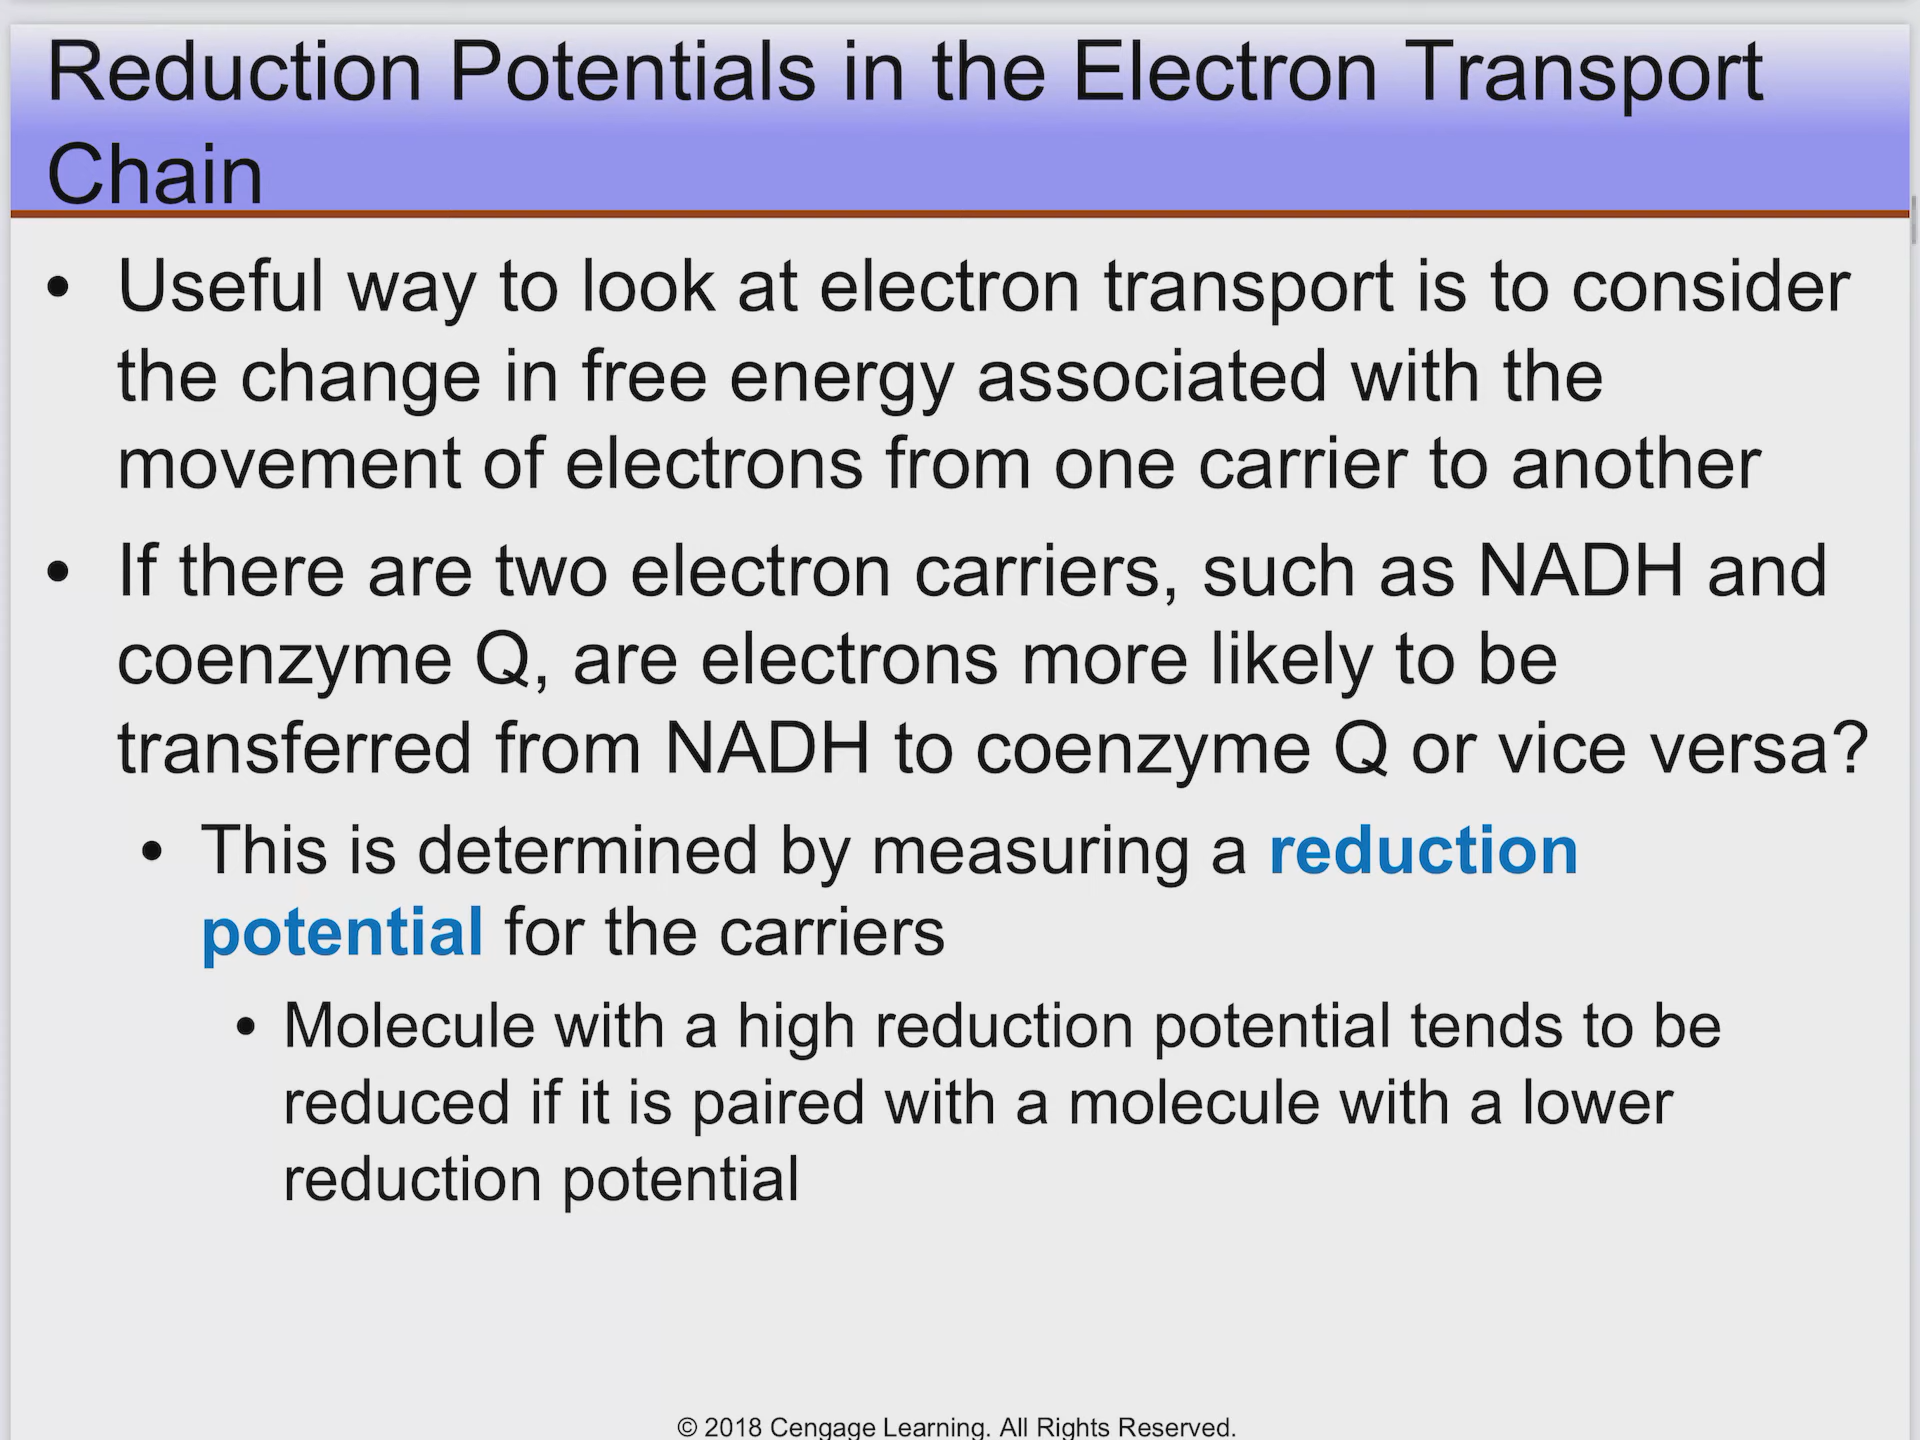 Reduction Potentials in the Electron Transport
Chain
• Useful way to look at electron transport is to consider
the change in free energy associated with the
movement of electrons from one carrier to another
• If there are two electron carriers, such as NADH and
coenzyme Q, are electrons more likely to be
transferred from NADH to coenzyme Q or vice versa?
• This is determined by measuring a reduction
potential for the carriers
• Molecule with a high reduction potential tends to be
reduced if it is paired with a molecule with a lower
reduction potential
© 2018 Cengage Learning. All Rights Reserved.